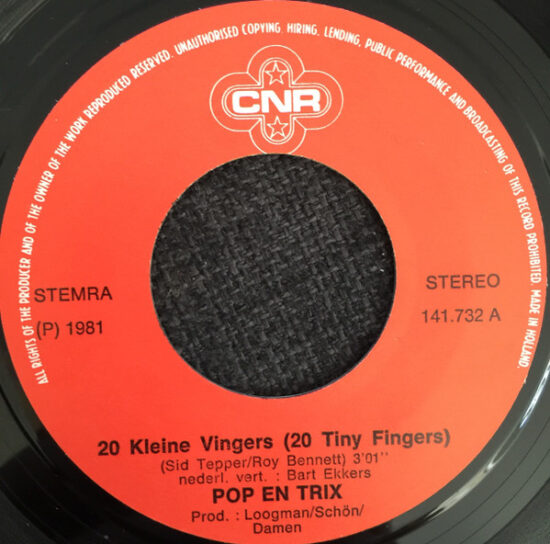 ALL RIGHTS OF THE PRODUCER AND OF THE OWNER OF THE WORK REPRODUCED RESERVED. UNAUTHORISED COPYING, HIRING, LENDING, PUBLIC PERFORMANCE AND BROADCASTING OF THIS RECORD PROHIBITED. MADE IN HOLLAND.
CNR
STEMRA
(P) 1981
STEREO
141.732 A
20 Kleine Vingers (20 Tiny Fingers)
(Sid Tepper/Roy Bennett) 3'01''
nederl. vert. : Bart Ekkers
POP EN TRIX
Prod. : Loogman/Schön/
Damen